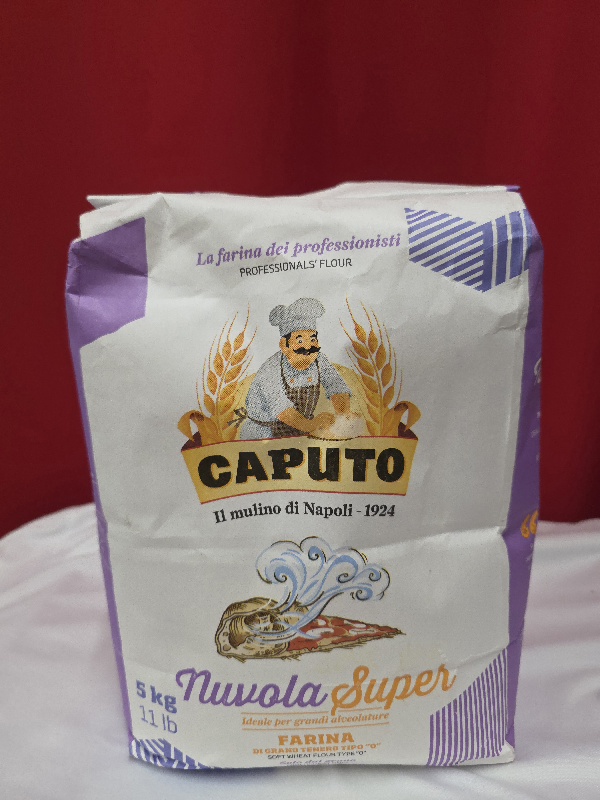 La farina dei professionisti
PROFESSIONALS' FLOUR
CAPUTO
Il mulino di Napoli - 1924
Nuvola Super
5 kg
11 lb
Ideale per grandi alveolature
FARINA
DI GRANO TENERO TIPO "0"
SOFT WHEAT FLOUR TYPE "0"